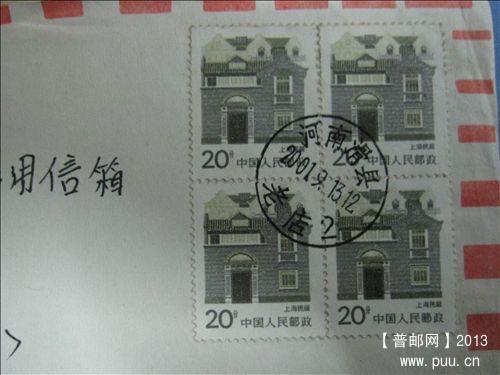 上海民居
20分 中国人民邮政
上海民居
20分 中国人民邮政
上海民居
20分 中国人民邮政
上海民居
20分 中国人民邮政
河南滑县
2001.9.13.12
老店 2
用信箱
【普邮网】2013
www.puu.cn